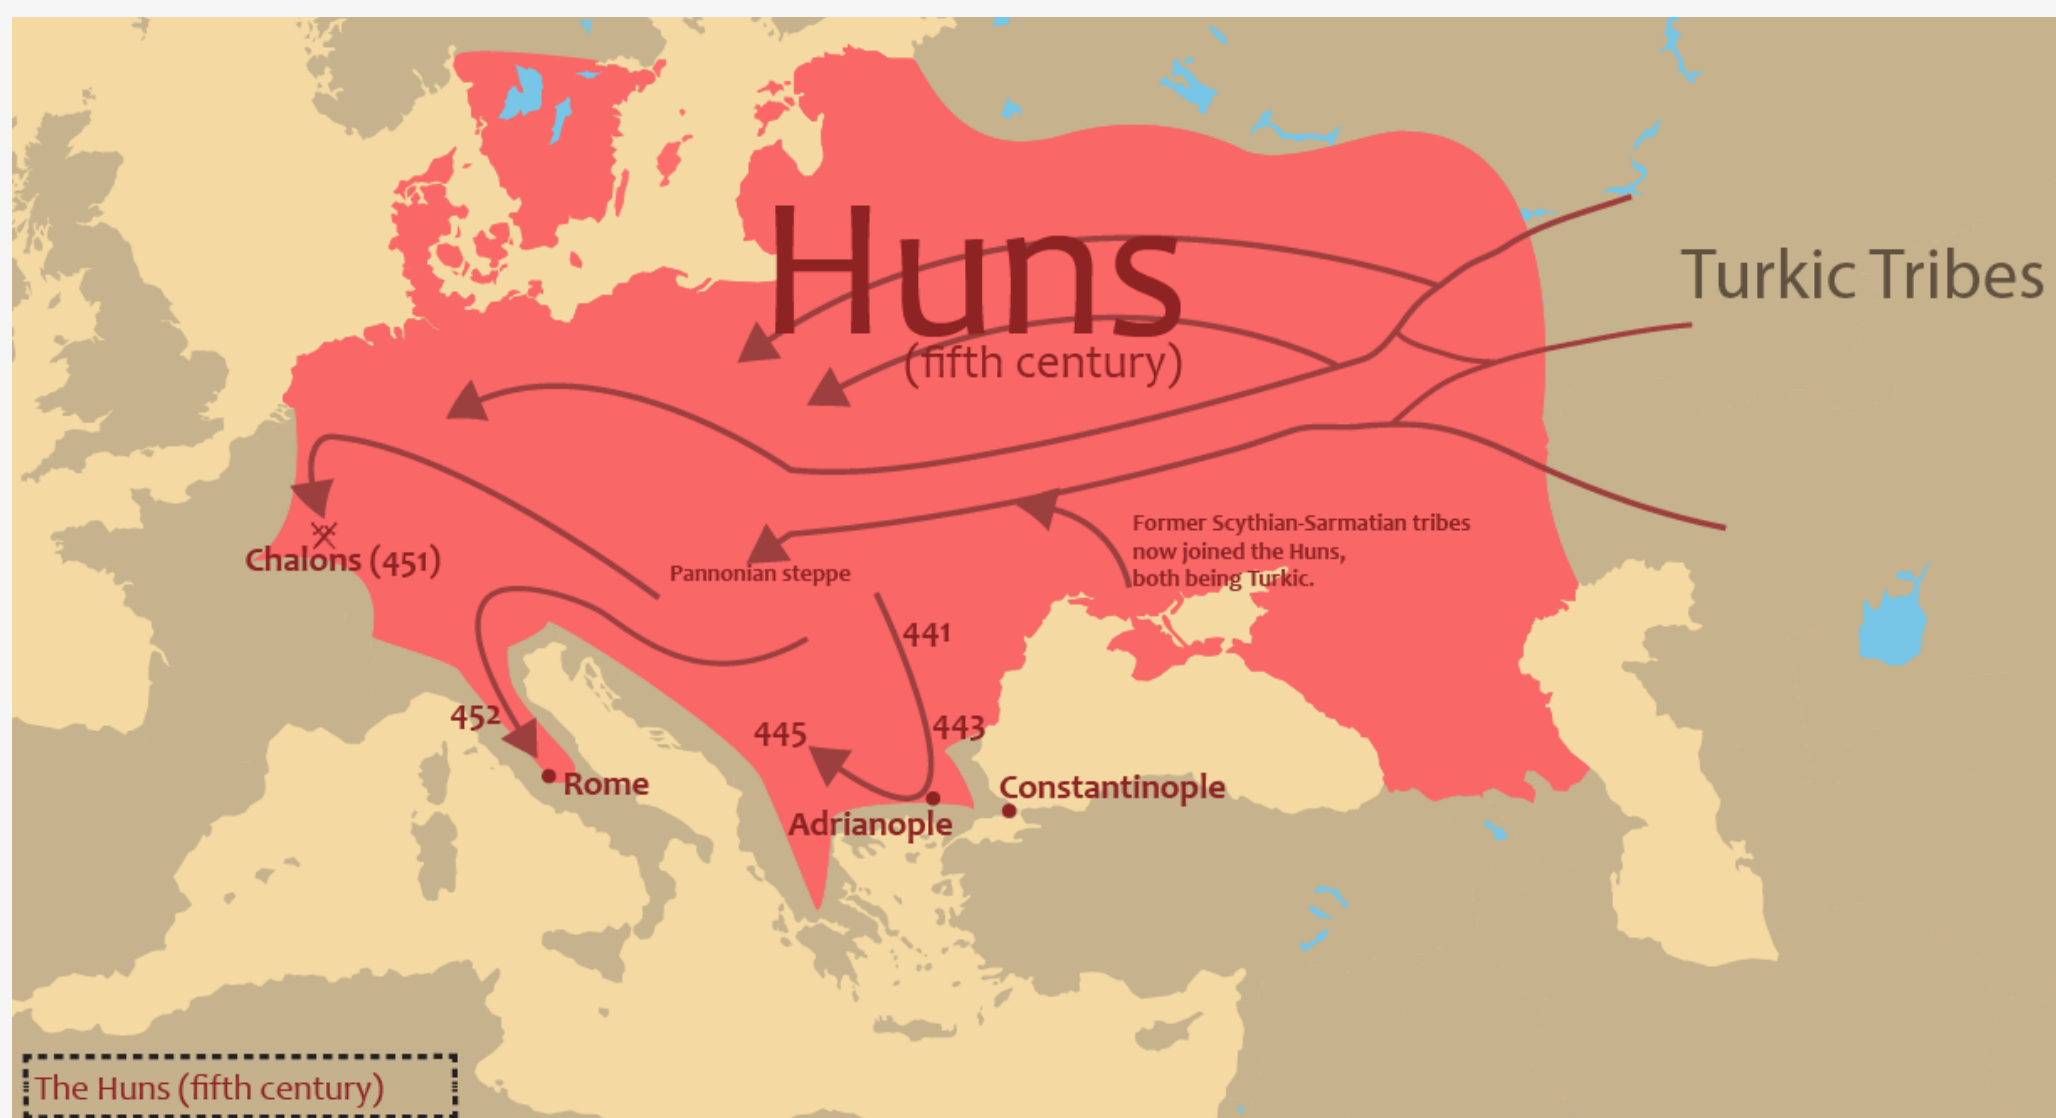 Huns
(fifth century)
Turkic Tribes
Former Scythian-Sarmatian tribes
now joined the Huns,
both being Turkic.
Chalons (451)
Pannonian steppe
441
452
445
443
Rome
Constantinople
Adrianople
The Huns (fifth century)